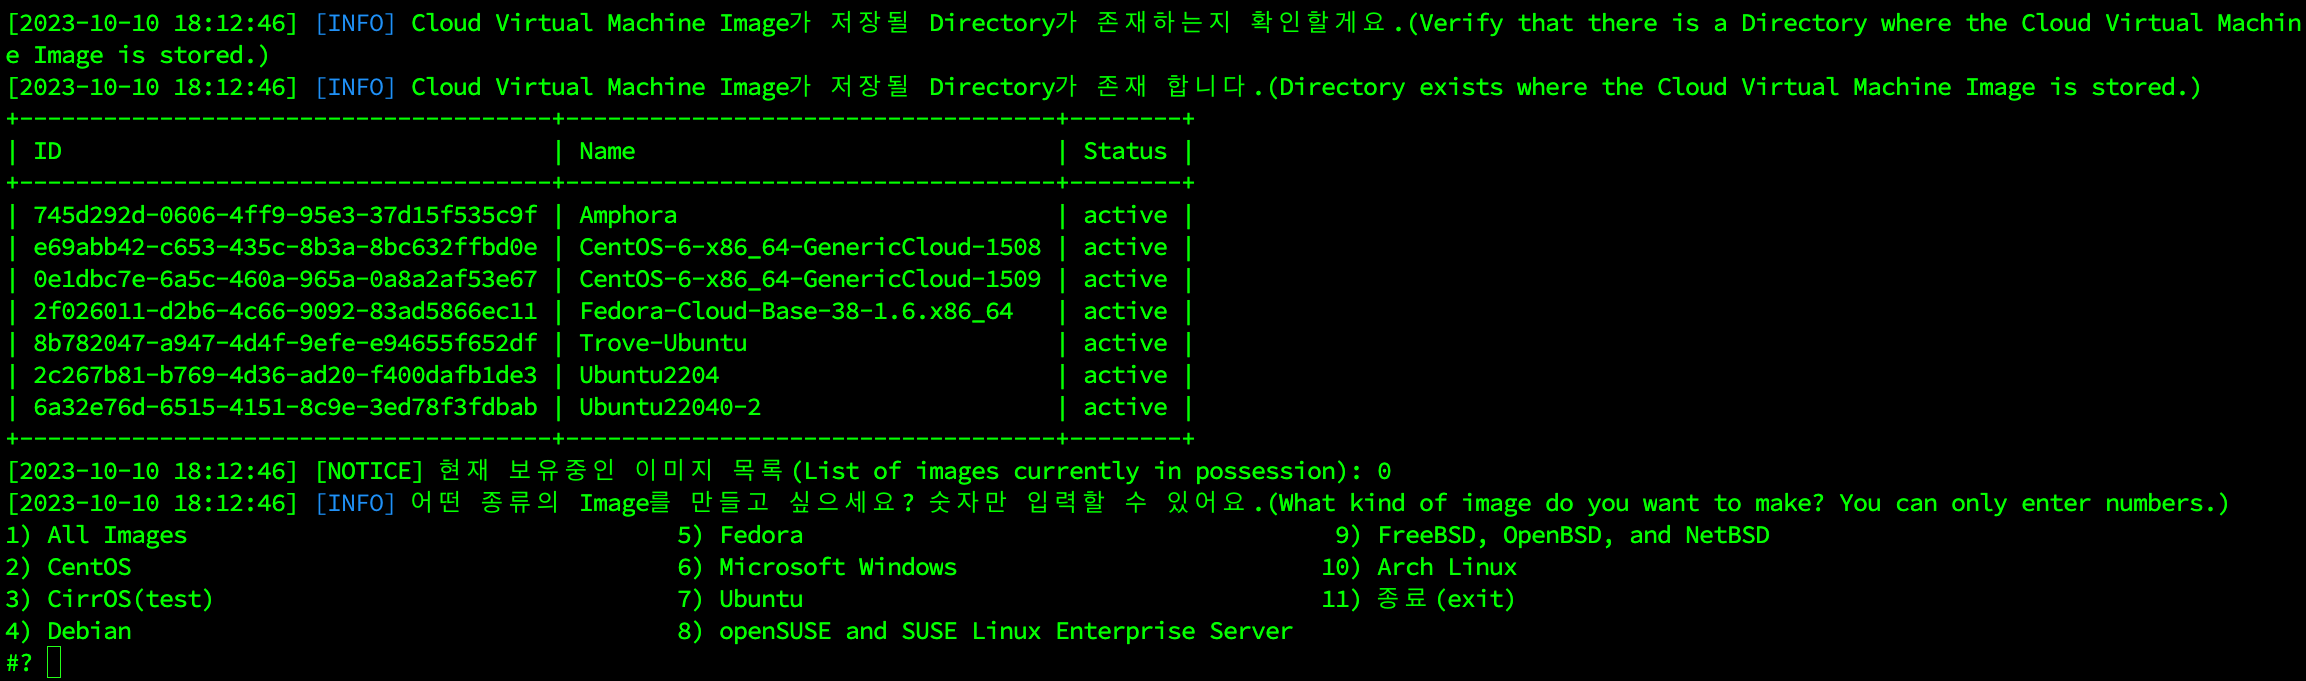 [2023-10-10 18:12:46] [INFO] Cloud Virtual Machine Image가 저장될 Directory가 존재하는지 확인할게요.(Verify that there is a Directory where the Cloud Virtual Machin
e Image is stored.)
[2023-10-10 18:12:46] [INFO] Cloud Virtual Machine Image가 저장될 Directory가 존재 합니다.(Directory exists where the Cloud Virtual Machine Image is stored.)
+--------------------------------------+-----------------------------------+--------+
| ID | Name | Status |
+--------------------------------------+-----------------------------------+--------+
| 745d292d-0606-4ff9-95e3-37d15f535c9f | Amphora | active |
| e69abb42-c653-435c-8b3a-8bc632ffbd0e | CentOS-6-x86_64-GenericCloud-1508 | active |
| 0e1dbc7e-6a5c-460a-965a-0a8a2af53e67 | CentOS-6-x86_64-GenericCloud-1509 | active |
| 2f026011-d2b6-4c66-9092-83ad5866ec11 | Fedora-Cloud-Base-38-1.6.x86_64 | active |
| 8b782047-a947-4d4f-9efe-e94655f652df | Trove-Ubuntu | active |
| 2c267b81-b769-4d36-ad20-f400dafb1de3 | Ubuntu2204 | active |
| 6a32e76d-6515-4151-8c9e-3ed78f3fdbab | Ubuntu22040-2 | active |
+--------------------------------------+-----------------------------------+--------+
[2023-10-10 18:12:46] [NOTICE] 현재 보유중인 이미지 목록(List of images currently in possession): 0
[2023-10-10 18:12:46] [INFO] 어떤 종류의 Image를 만들고 싶으세요? 숫자만 입력할 수 있어요.(What kind of image do you want to make? You can only enter numbers.)
1) All Images 5) Fedora 9) FreeBSD, OpenBSD, and NetBSD
2) CentOS 6) Microsoft Windows 10) Arch Linux
3) CirrOS(test) 7) Ubuntu 11) 종료(exit)
4) Debian 8) openSUSE and SUSE Linux Enterprise Server
#?